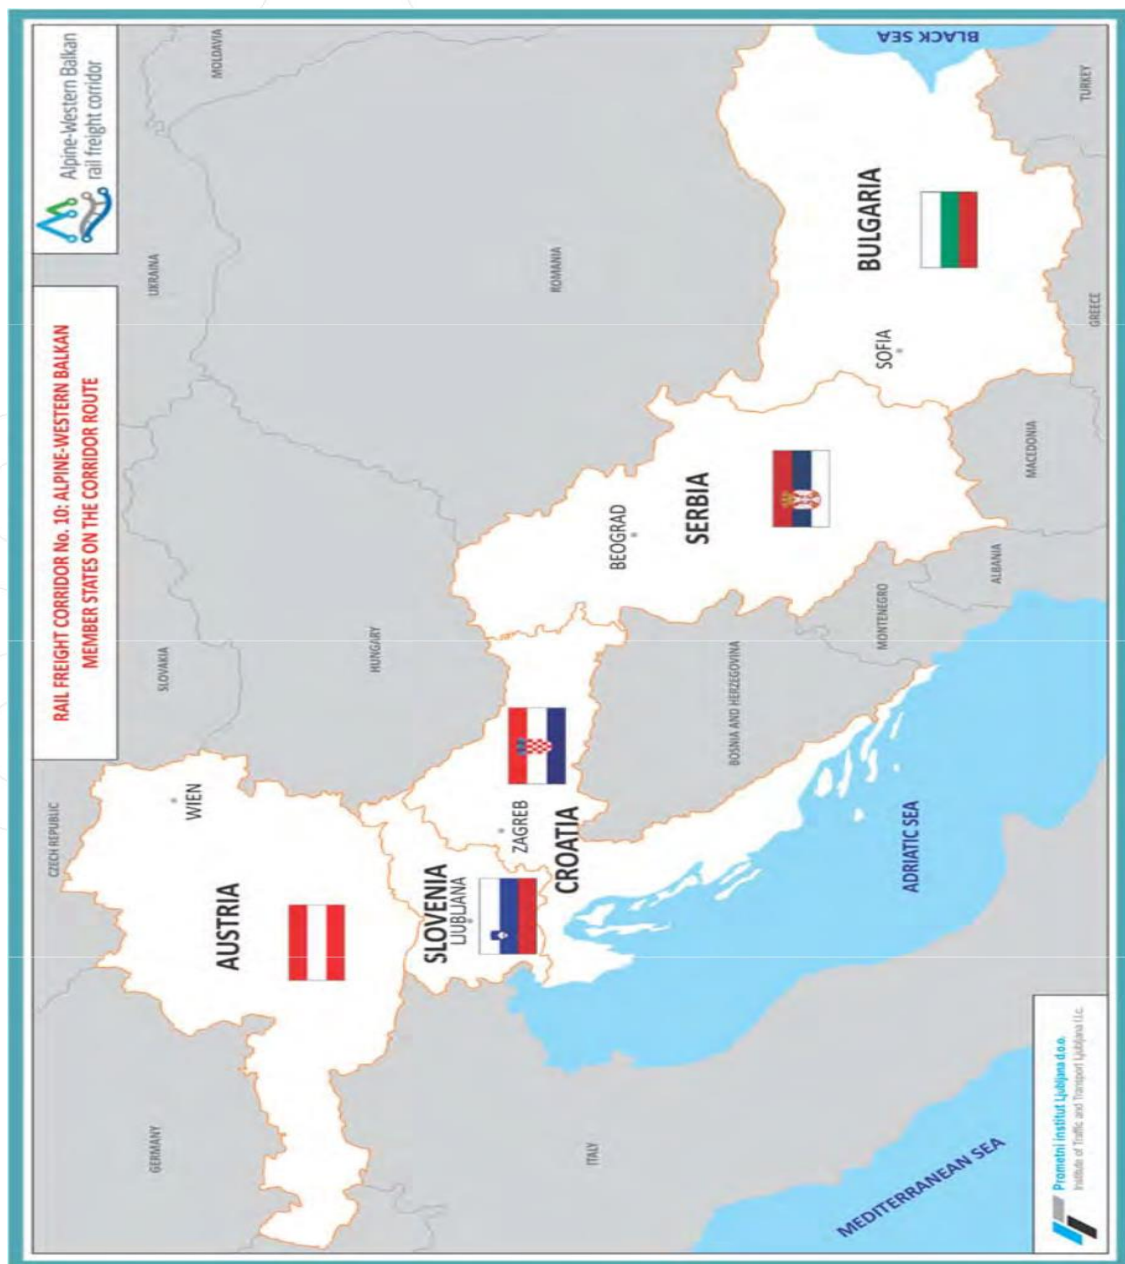 RAIL FREIGHT CORRIDOR No. 10: ALPINE-WESTERN BALKAN
MEMBER STATES ON THE CORRIDOR ROUTE
Alpine-Western Balkan
rail freight corridor
CZECH REPUBLIC
SLOVAKIA
UKRAINA
MOLDAVIA
GERMANY
WIEN
AUSTRIA
HUNGARY
ROMANIA
SLOVENIA
LJUBLJANA
ZAGREB
CROATIA
BEOGRAD
SERBIA
ITALY
BOSNIA AND HERZEGOVINA
SOFIA
BULGARIA
BLACK SEA
MONTENEGRO
ADRIATIC SEA
ALBANIA
MACEDONIA
GREECE
TURKEY
MEDITERRANEAN SEA
Prometni institut Ljubljana d.o.o.
Institute of Traffic and Transport Ljubljana l.l.c.